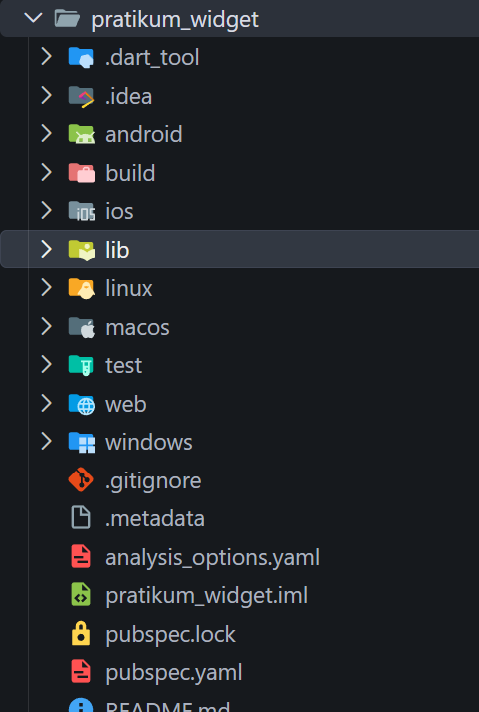 pratikum_widget
.dart_tool
.idea
android
build
iOS
ios
lib
linux
macos
test
web
windows
.gitignore
.metadata
analysis_options.yaml
pratikum_widget.iml
pubspec.lock
pubspec.yaml
README.md